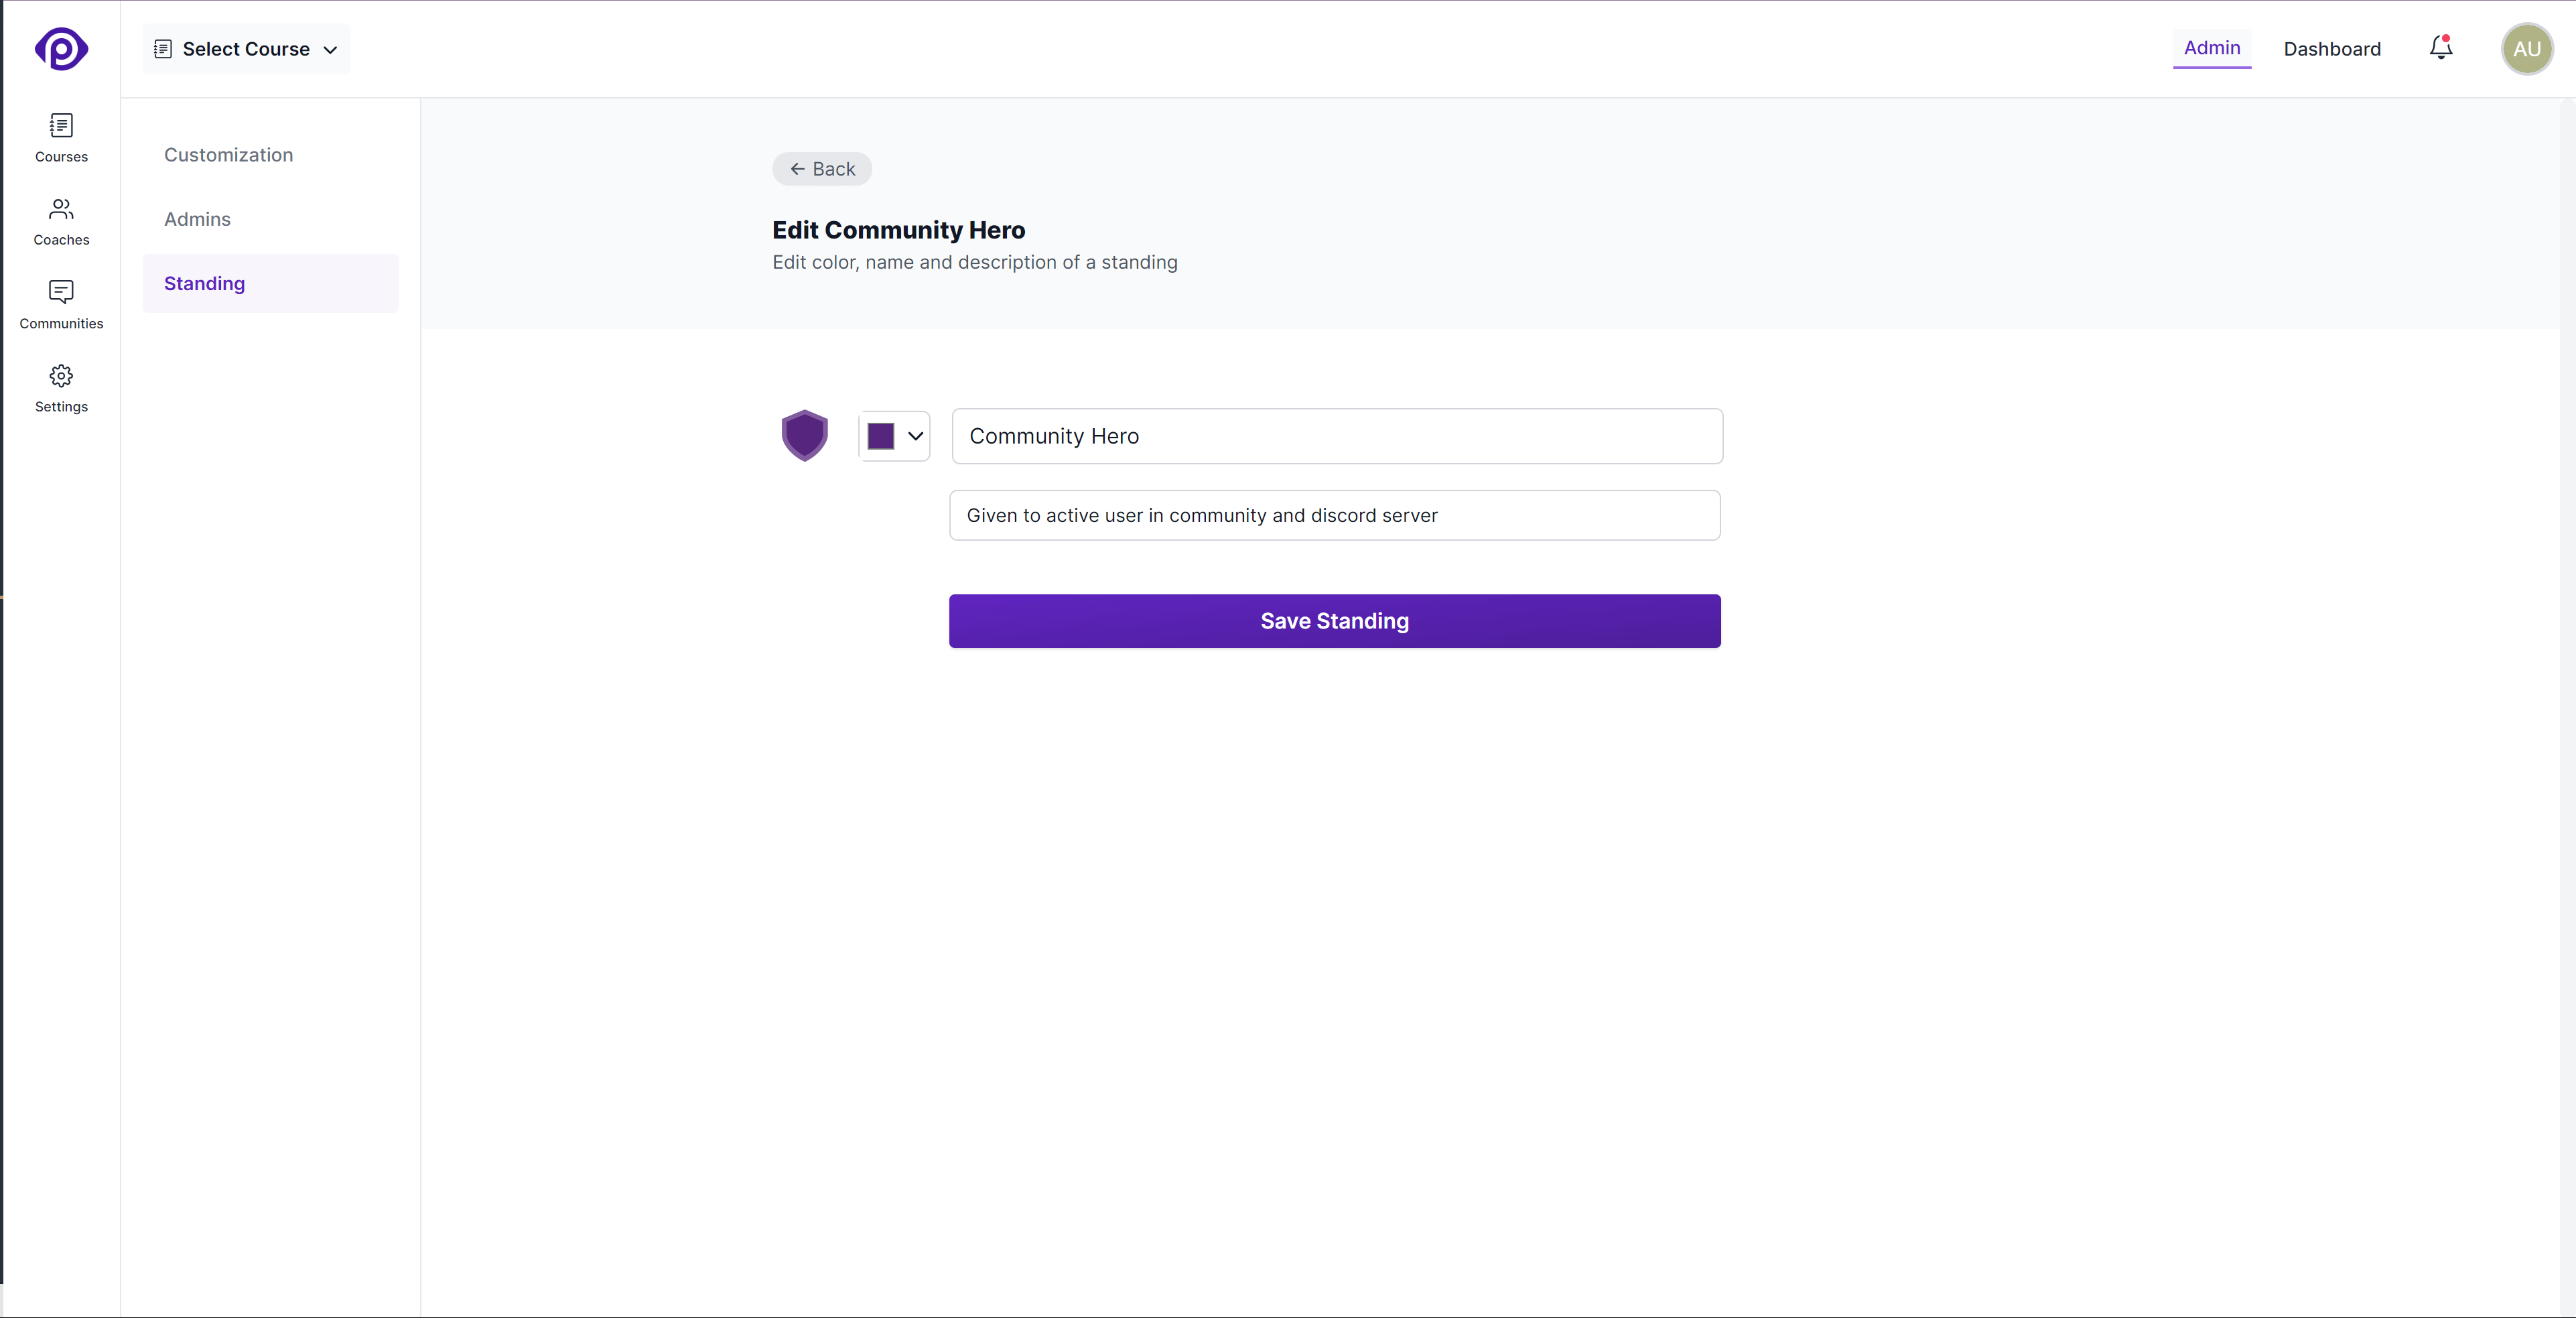 Select Course
Admin
Dashboard
AU
Courses
Coaches
Communities
Settings
Customization
Admins
Standing
Back
Edit Community Hero
Edit color, name and description of a standing
Community Hero
Given to active user in community and discord server
Save Standing